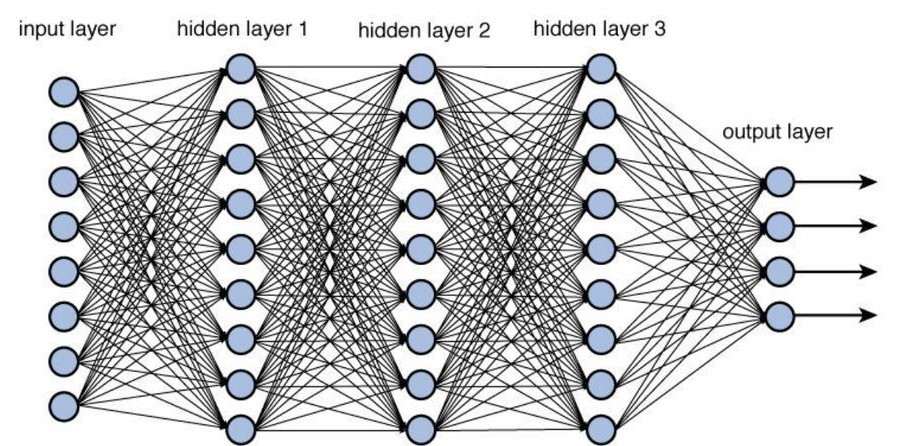 input layer
hidden layer 1
hidden layer 2
hidden layer 3
output layer